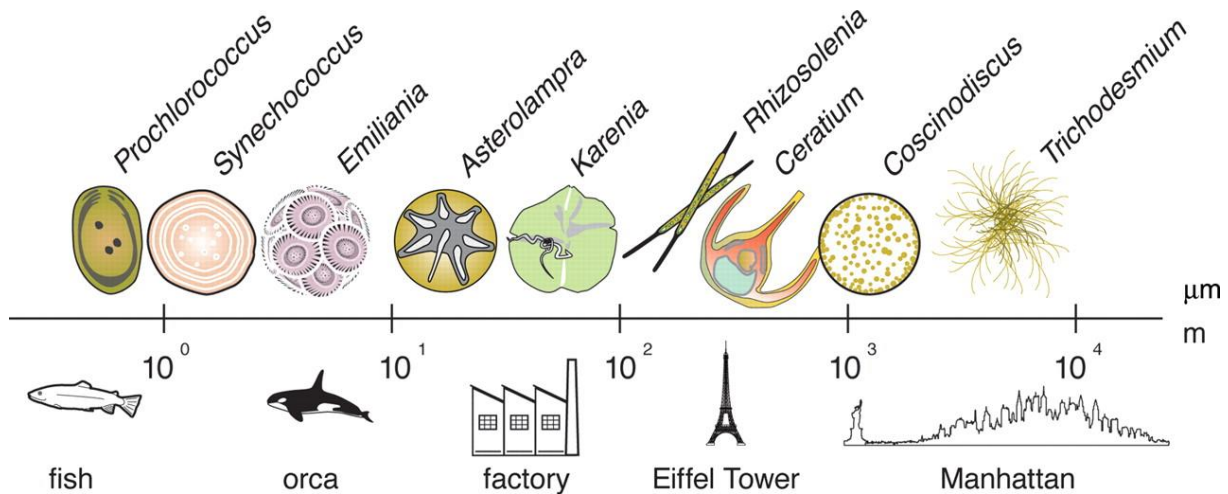 Prochlorococcus
Synechococcus
Emiliania
Asterolampra
Karenia
Rhizosolenia
Ceratium
Coscinodiscus
Trichodesmium
μm
m
10⁰ 10¹ 10² 10³ 10⁴
fish orca factory Eiffel Tower Manhattan